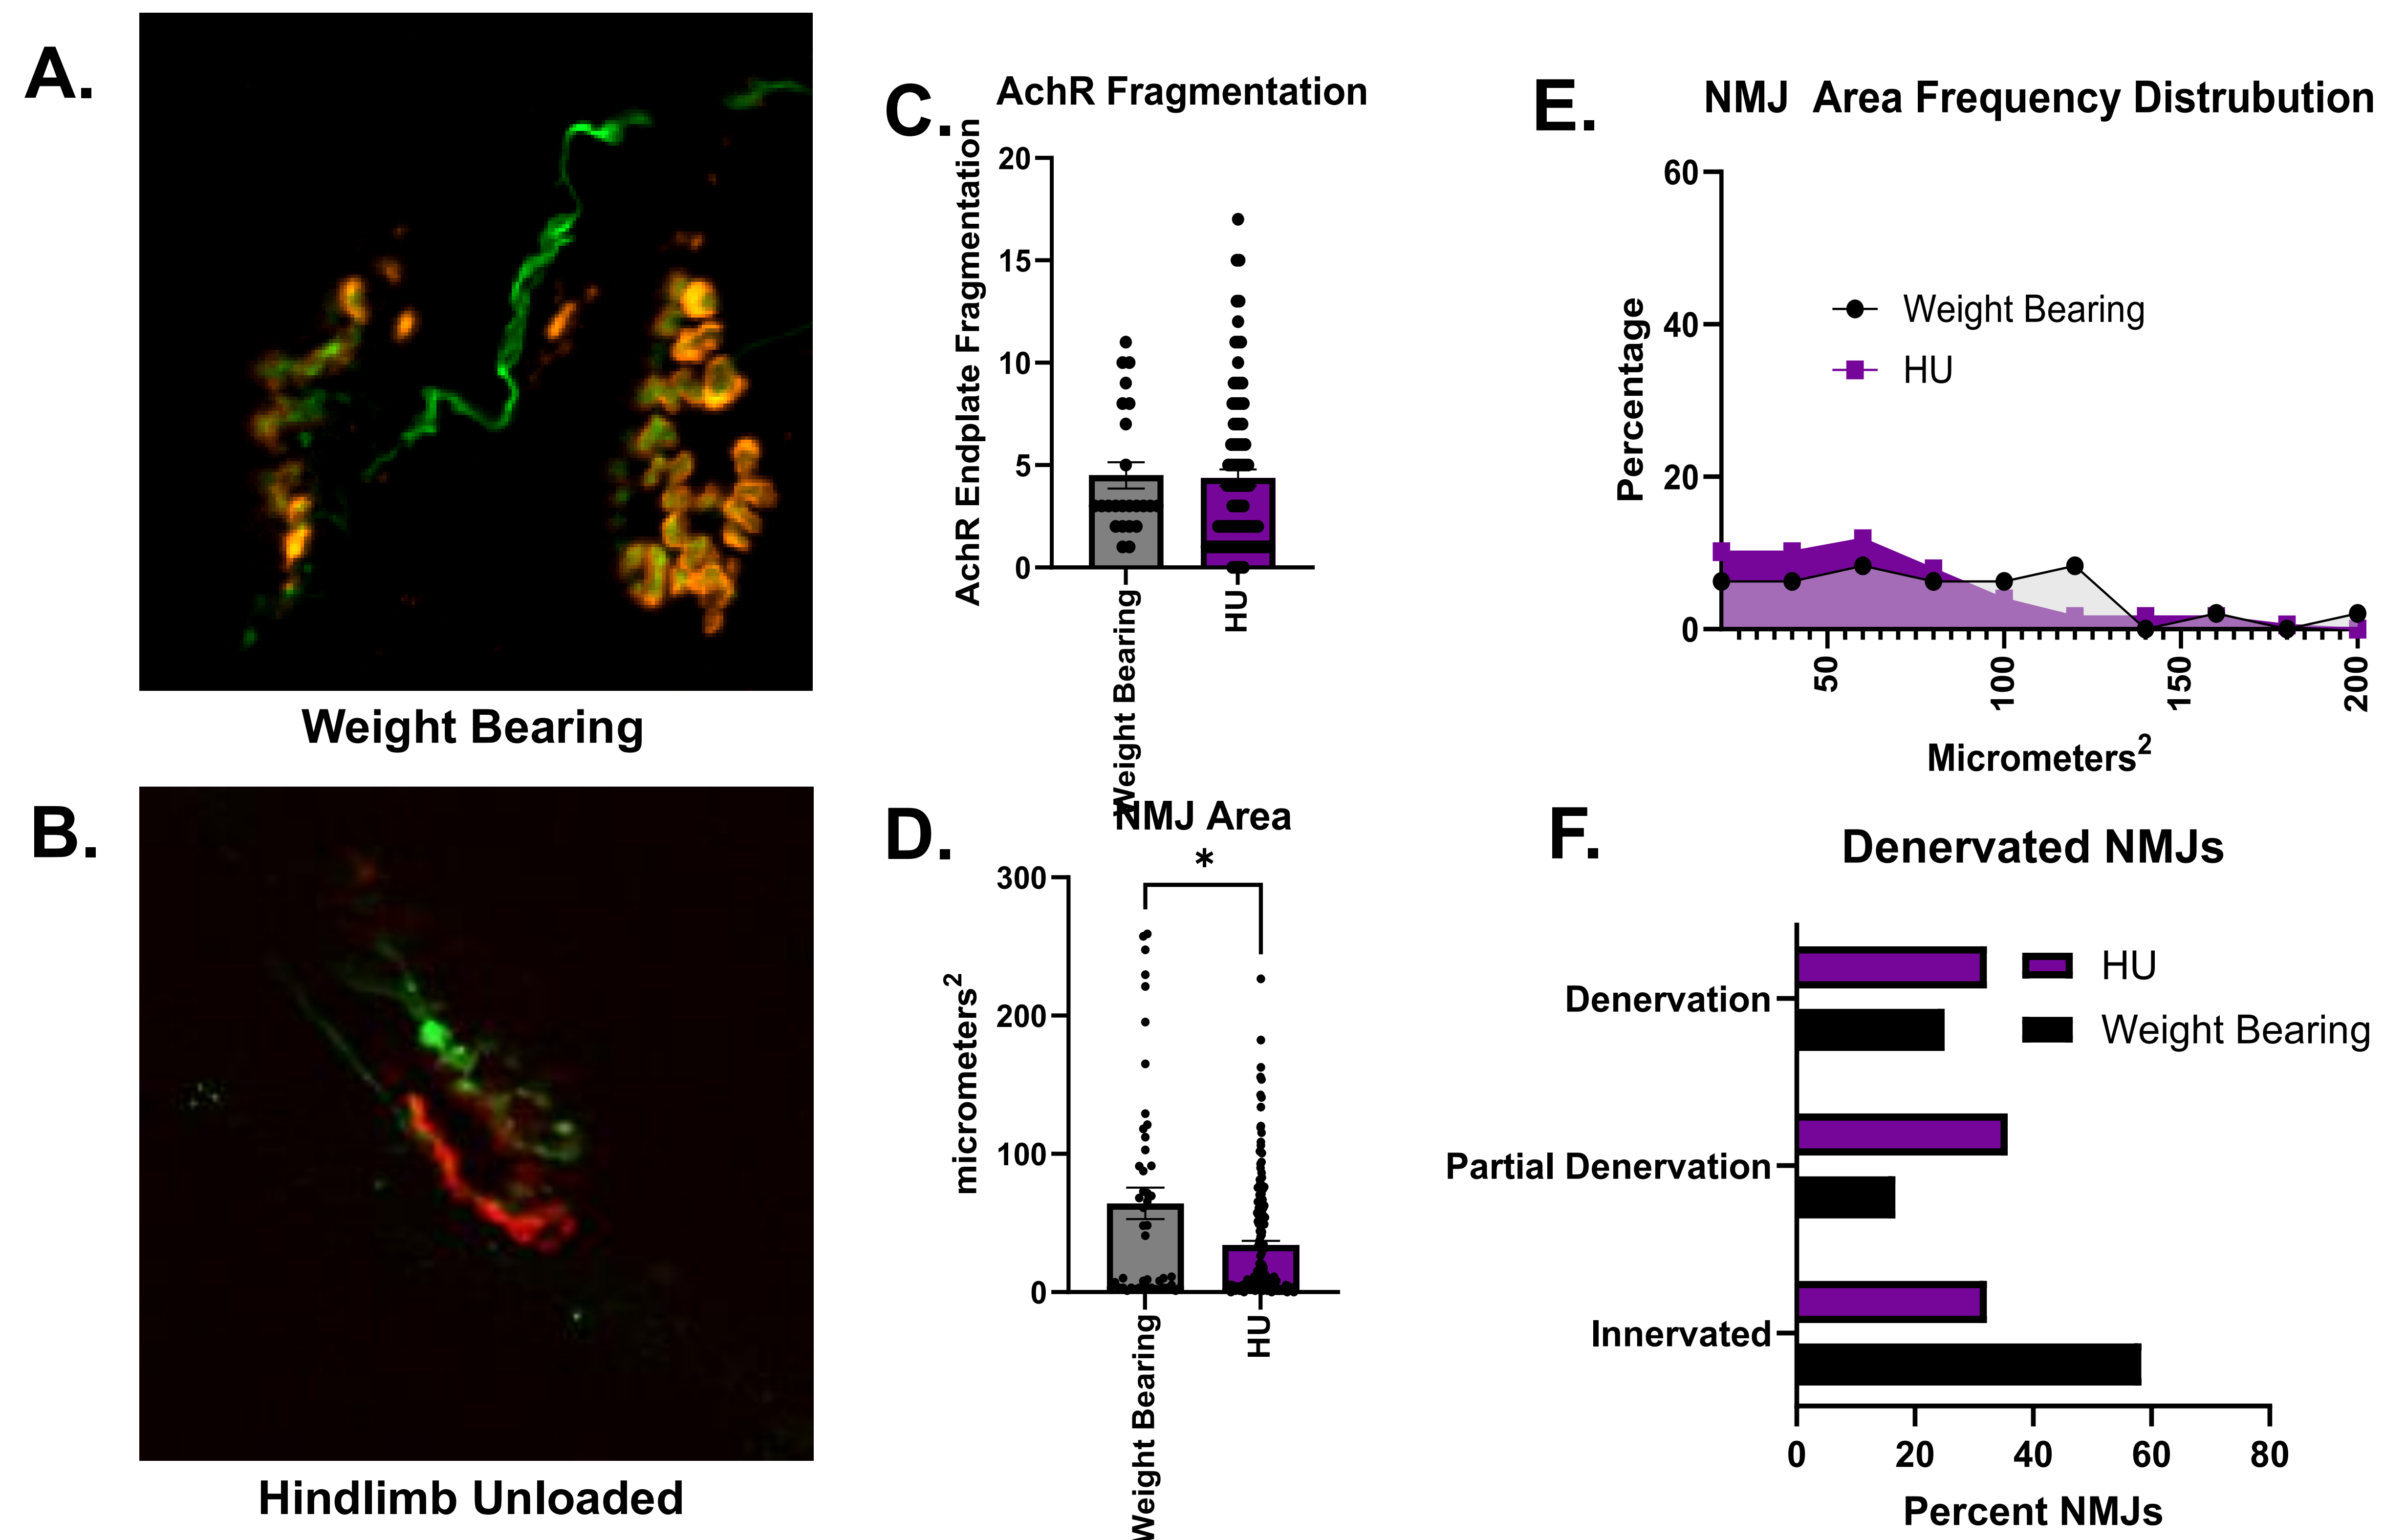 A.
Weight Bearing
B.
Hindlimb Unloaded
C.
AchR Fragmentation
AchR Endplate Fragmentation
20
15
10
5
0
Weight Bearing
HU
D.
NMJ Area
*
micrometers2
300
200
100
0
Weight Bearing
HU
E.
NMJ Area Frequency Distrubution
Percentage
60
40
20
0
Weight Bearing
HU
50
100
150
200
Micrometers2
F.
Denervated NMJs
HU
Weight Bearing
Denervation
Partial Denervation
Innervated
0
20
40
60
80
Percent NMJs